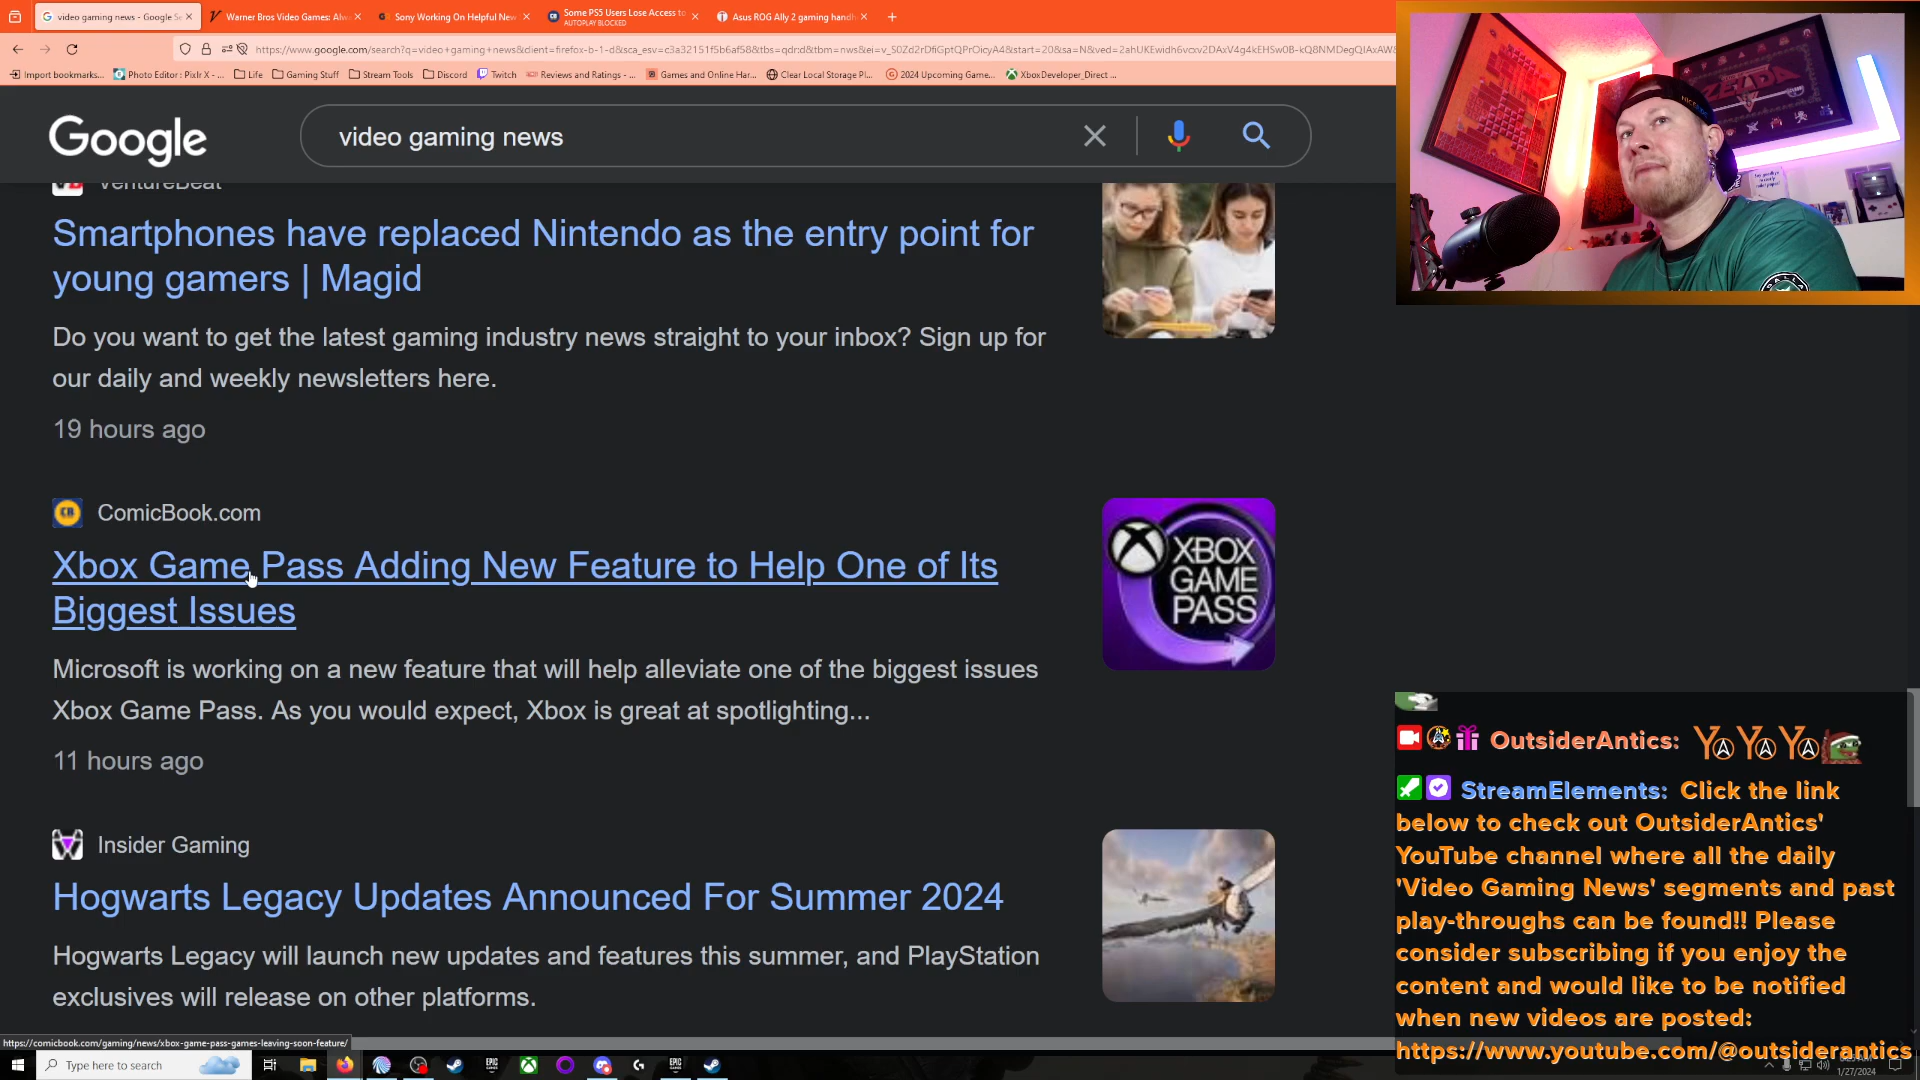 video gaming news - Google Se
Warner Bros Video Games: Alw
Sony Working On Helpful New
Some PS5 Users Lose Access to
AUTOPLAY BLOCKED
Asus ROG Ally 2 gaming handh
Import bookmarks...
Photo Editor : Pixlr X - ...
Life
Gaming Stuff
Stream Tools
Discord
Twitch
Reviews and Ratings - ...
Games and Online Har...
Clear Local Storage Pl...
2024 Upcoming Game...
XboxDeveloper_Direct ...
Google
video gaming news
VentureBeat
Smartphones have replaced Nintendo as the entry point for
young gamers | Magid
Do you want to get the latest gaming industry news straight to your inbox? Sign up for
our daily and weekly newsletters here.
19 hours ago
CB ComicBook.com
Xbox Game Pass Adding New Feature to Help One of Its
Biggest Issues
Microsoft is working on a new feature that will help alleviate one of the biggest issues
Xbox Game Pass. As you would expect, Xbox is great at spotlighting...
11 hours ago
XBOX
GAME
PASS
Insider Gaming
Hogwarts Legacy Updates Announced For Summer 2024
Hogwarts Legacy will launch new updates and features this summer, and PlayStation
exclusives will release on other platforms.
ZELDA
OutsiderAntics:
StreamElements: Click the link
below to check out OutsiderAntics'
YouTube channel where all the daily
'Video Gaming News' segments and past
play-throughs can be found!! Please
consider subscribing if you enjoy the
content and would like to be notified
when new videos are posted:
https://www.youtube.com/@outsiderantics
https://comicbook.com/gaming/news/xbox-game-pass-games-leaving-soon-feature/
Type here to search
1/27/2024